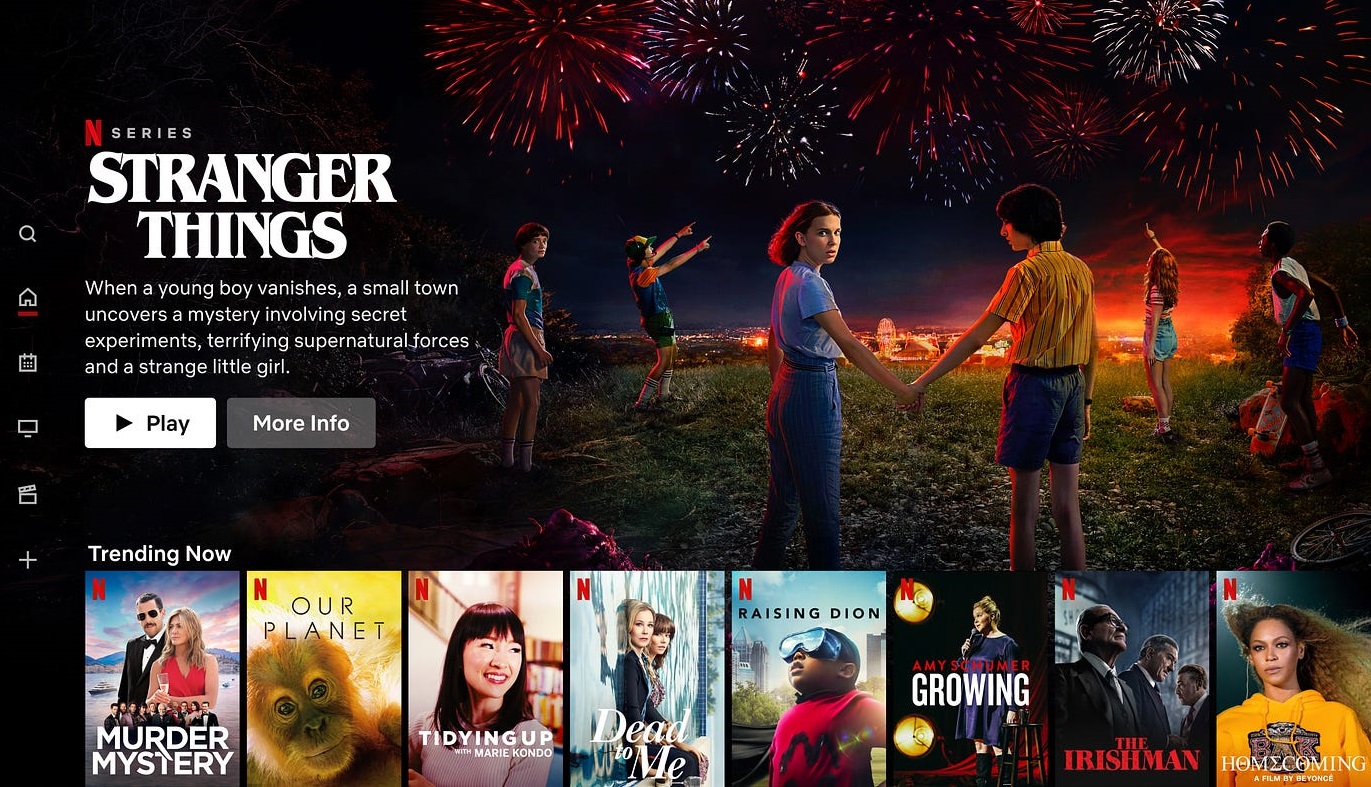 N SERIES
STRANGER
THINGS
When a young boy vanishes, a small town
uncovers a mystery involving secret
experiments, terrifying supernatural forces
and a strange little girl.
Play
More Info
Trending Now
N
MURDER
MYSTERY
N
OUR
PLANET
N
TIDYING UP
WITH MARIE KONDO
N
Dead
to Me
N
RAISING DION
N
AMY SCHUMER
GROWING
N
THE
IRISHMAN
N
HOMΣCOMING
A FILM BY BEYONCÉ